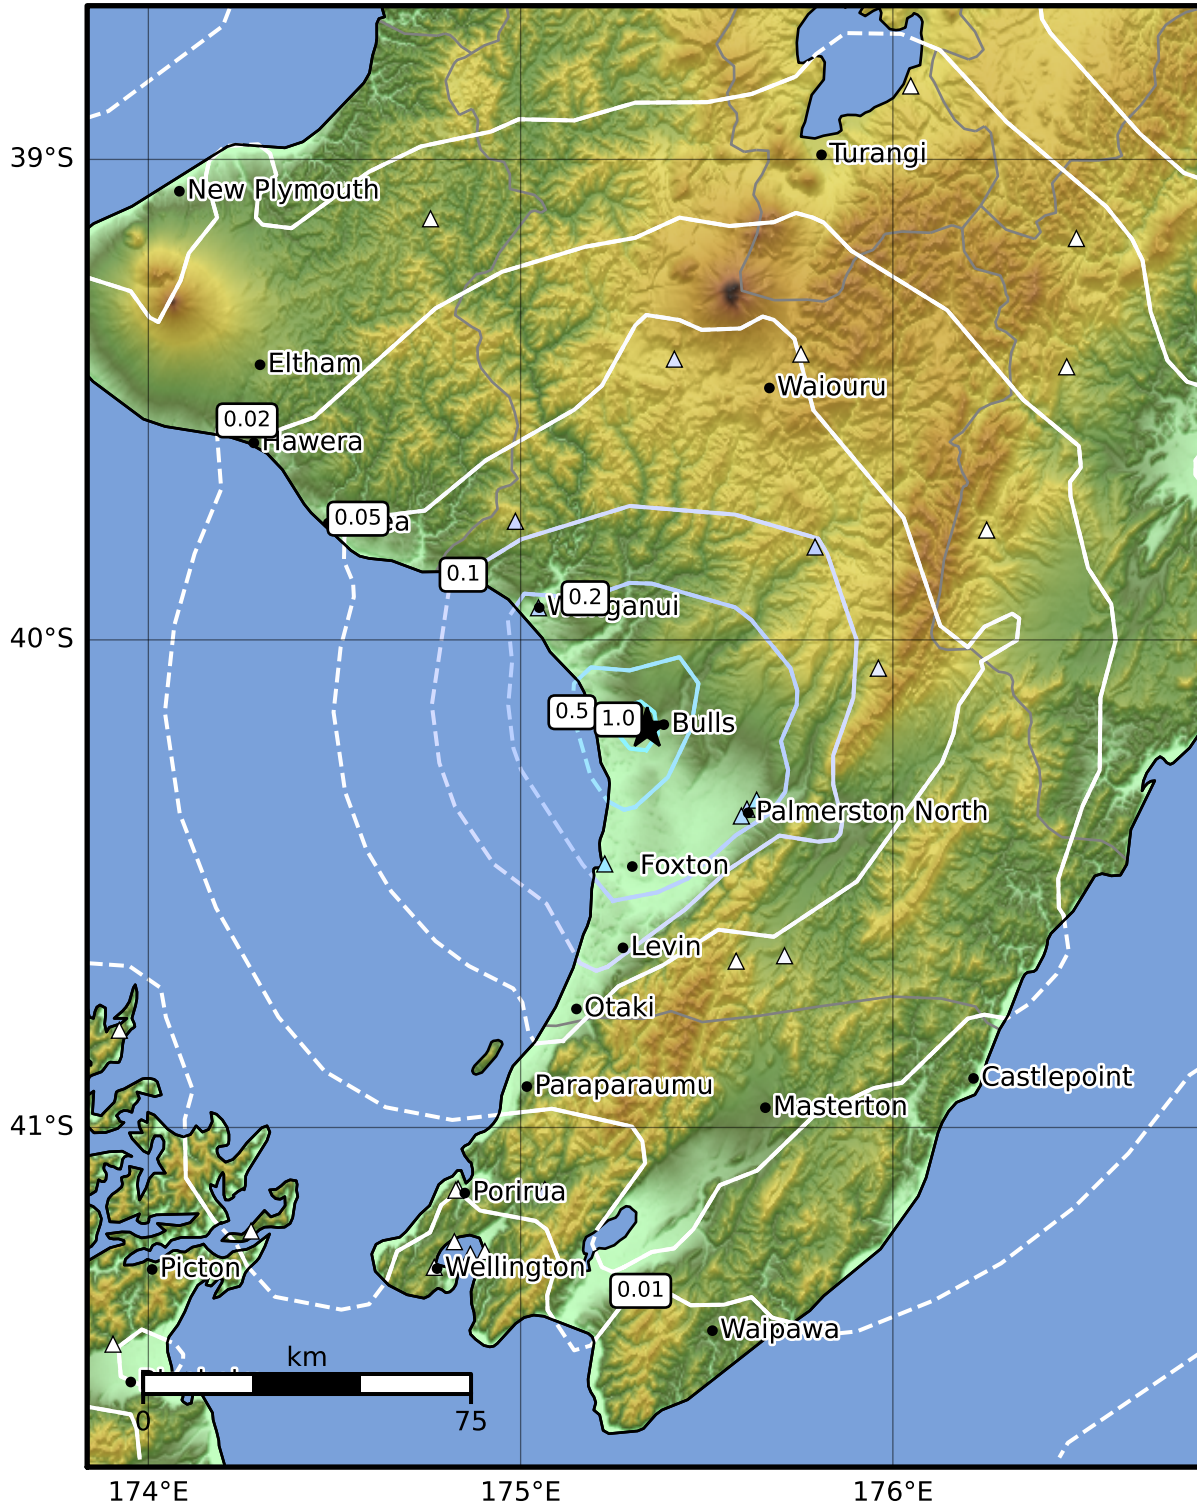 39°S
Turangi
New Plymouth
Eltham
Waiouru
0.02
Hawera
0.05
0.1
0.2
40°S
0.5
1.0
Bulls
Palmerston North
Foxton
Levin
Otaki
Paraparaumu
Castlepoint
Masterton
41°S
Porirua
Picton
Wellington
0.01
Waipawa
km
0
75
174°E
175°E
176°E